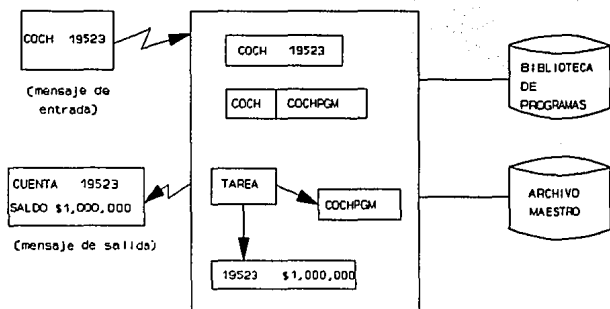 COCH 19523
(mensaje de
entrada)
CUENTA 19523
SALDO $1,000,000
(mensaje de salida)
COCH 19523
COCH COCHPGM
TAREA
COCHPGM
19523 $1,000,000
BIBLIOTECA
DE
PROGRAMAS
ARCHIVO
MAESTRO